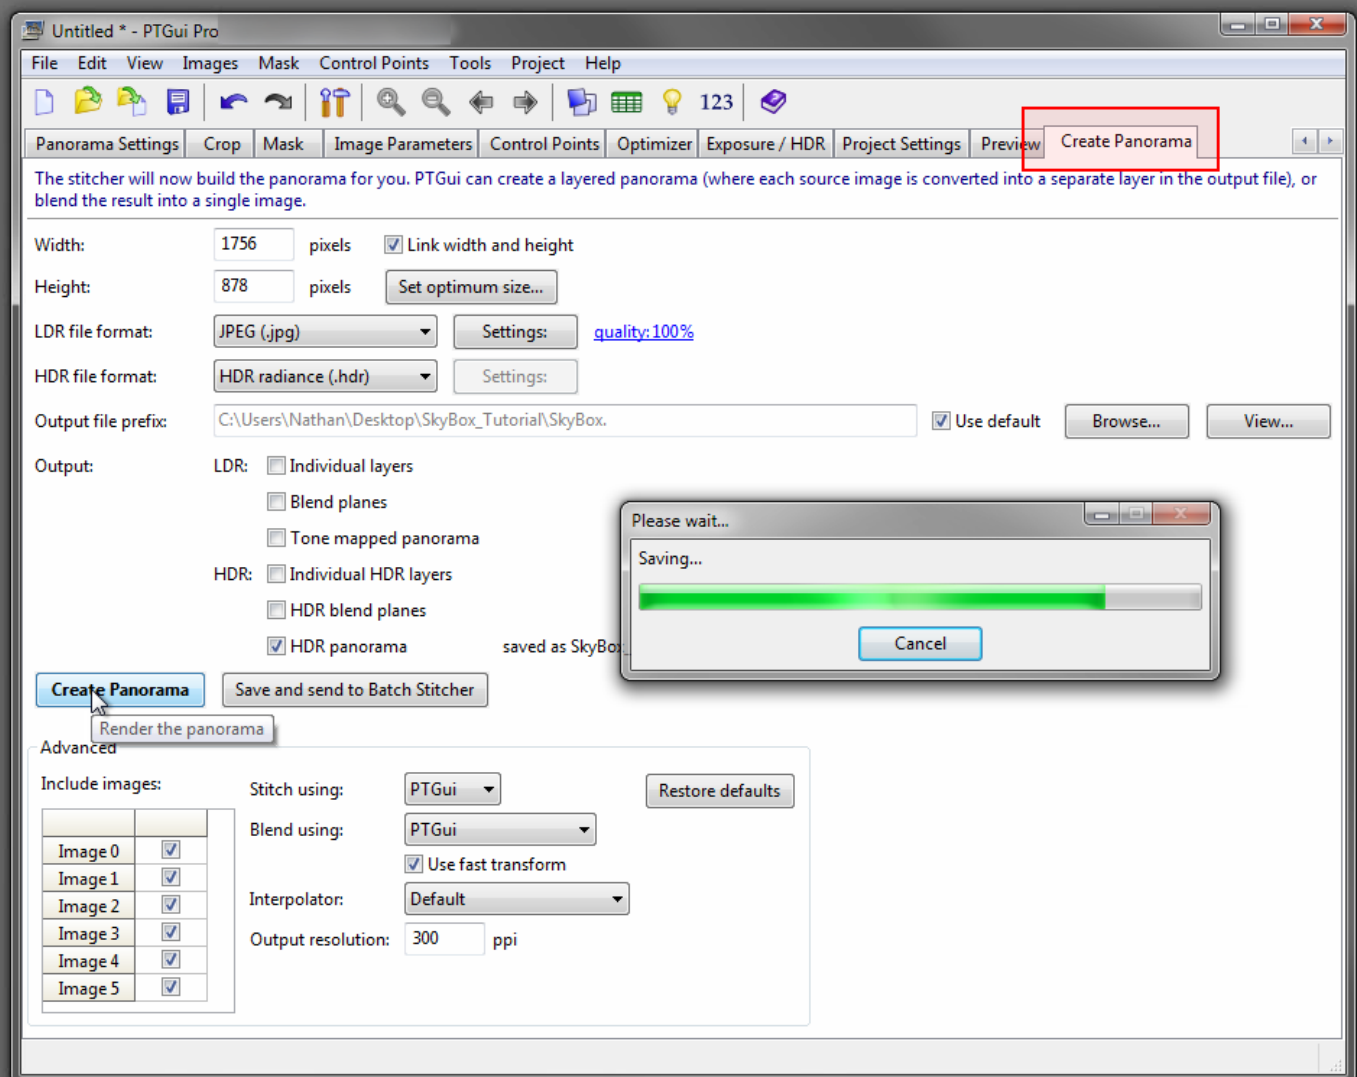 Untitled * - PTGui Pro
File Edit View Images Mask Control Points Tools Project Help
123
Panorama Settings Crop Mask Image Parameters Control Points Optimizer Exposure / HDR Project Settings Preview Create Panorama
The stitcher will now build the panorama for you. PTGui can create a layered panorama (where each source image is converted into a separate layer in the output file), or
blend the result into a single image.
Width: 1756 pixels Link width and height
Height: 878 pixels Set optimum size...
LDR file format: JPEG (.jpg) Settings: quality:100%
HDR file format: HDR radiance (.hdr) Settings:
Output file prefix: C:\Users\Nathan\Desktop\SkyBox_Tutorial\SkyBox. Use default Browse... View...
Output: LDR: Individual layers
Blend planes
Tone mapped panorama
HDR: Individual HDR layers
HDR blend planes
HDR panorama saved as SkyBox_
Please wait...
Saving...
Cancel
Create Panorama Save and send to Batch Stitcher
Render the panorama
Advanced
Include images:
Image 0
Image 1
Image 2
Image 3
Image 4
Image 5
Stitch using: PTGui Restore defaults
Blend using: PTGui
Use fast transform
Interpolator: Default
Output resolution: 300 ppi